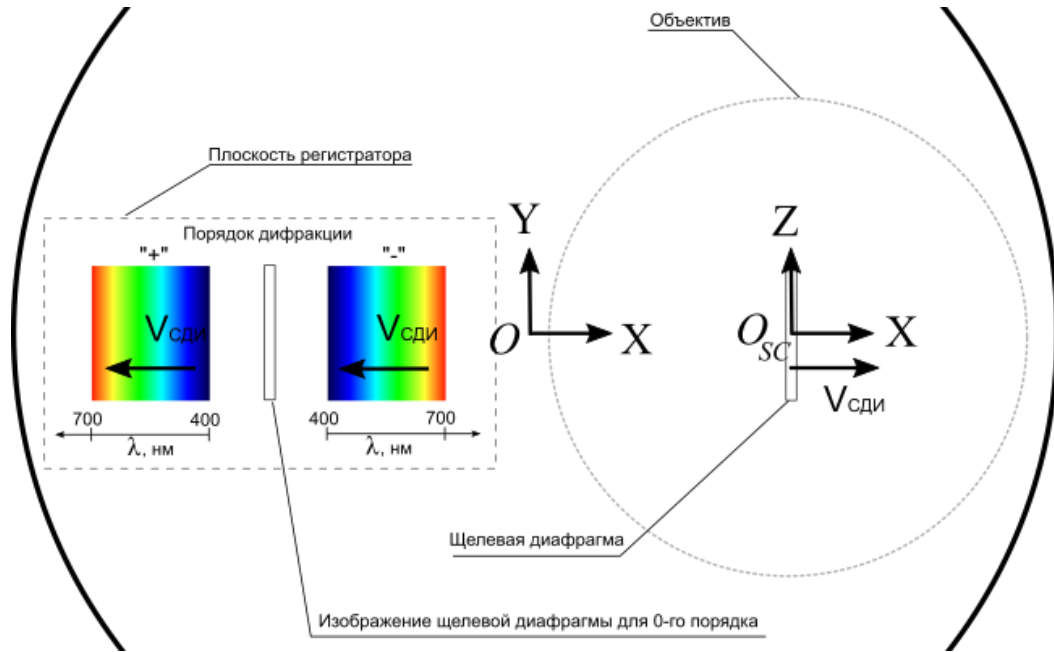 Объектив
Плоскость регистратора
Порядок дифракции
"+" "-"
VСДИ VСДИ
700 400 400 700
λ, нм λ, нм
Y
O X
Z
OSC X
VСДИ
Щелевая диафрагма
Изображение щелевой диафрагмы для 0-го порядка